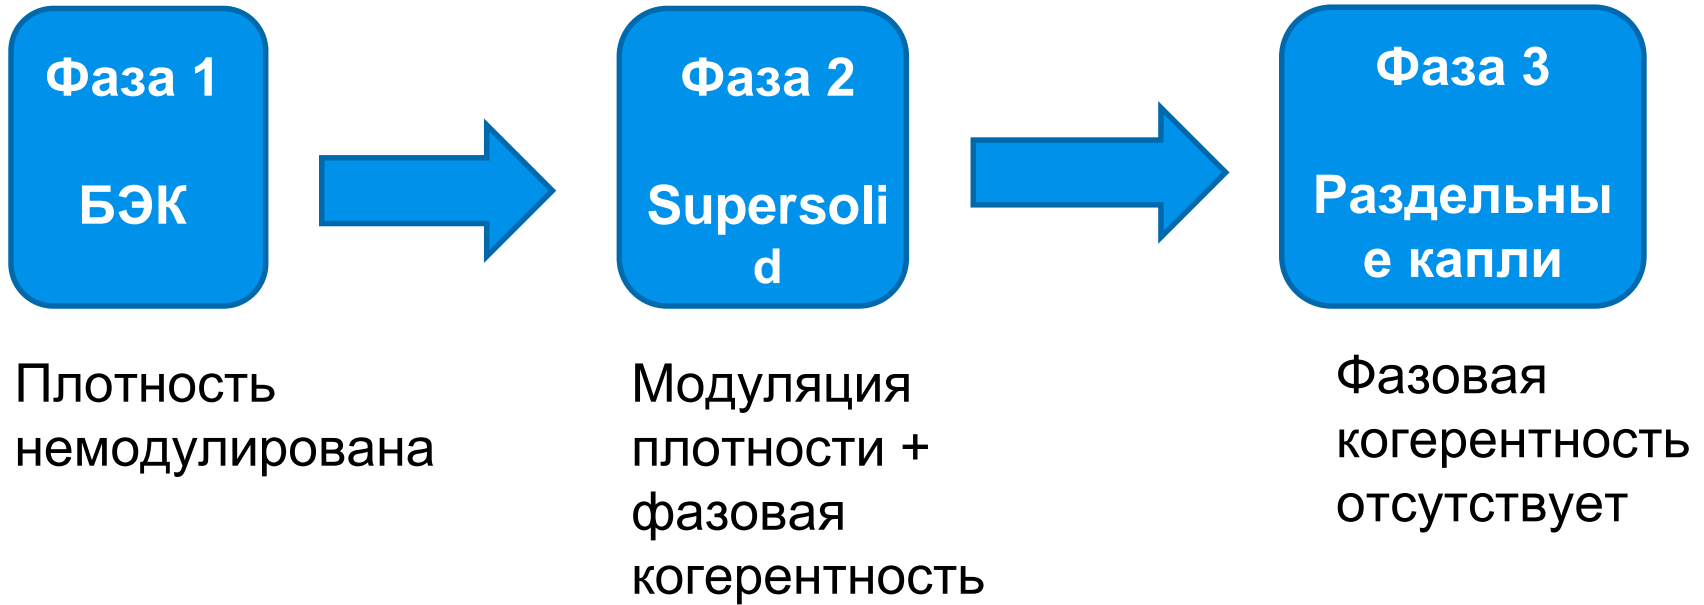 Фаза 1
БЭК
Плотность
немодулирована
Фаза 2
Supersoli
d
Модуляция
плотности +
фазовая
когерентность
Фаза 3
Раздельны
е капли
Фазовая
когерентность
отсутствует